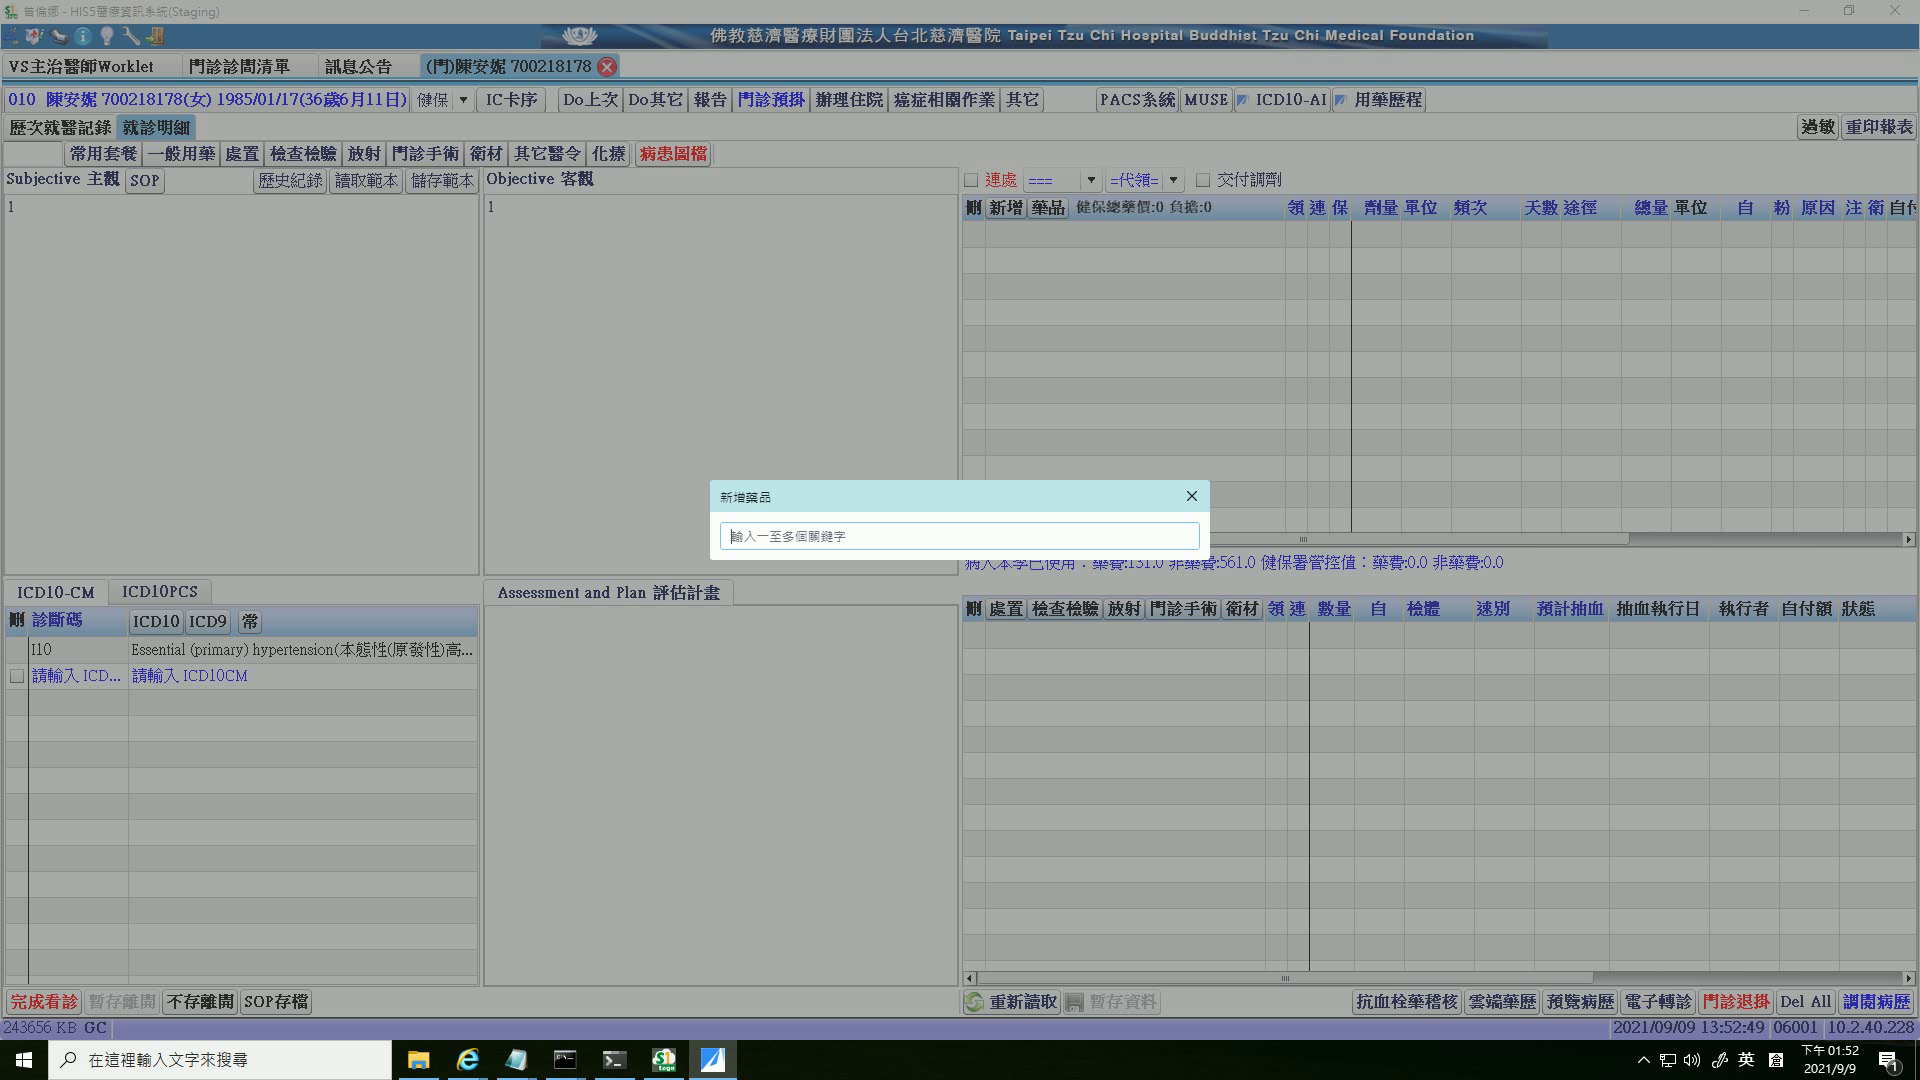 曾倫娜 - HIS5醫療資訊系統(Staging)
佛教慈濟醫療財團法人台北慈濟醫院 Taipei Tzu Chi Hospital Buddhist Tzu Chi Medical Foundation
VS主治醫師Worklet 門診診間清單 訊息公告 (門)陳安妮 700218178
010 陳安妮 700218178(女) 1985/01/17(36歲6月11日) 健保 IC卡序 Do上次 Do其它 報告 門診預掛 辦理住院 癌症相關作業 其它 PACS系統 MUSE ICD10-AI 用藥歷程
歷次就醫記錄 就診明細 過敏 重印報表
常用套餐 一般用藥 處置 檢查檢驗 放射 門診手術 衛材 其它醫令 化療 病患圖檔
Subjective 主觀 SOP 歷史紀錄 讀取範本 儲存範本 Objective 客觀 連處 === =代領= 交付調劑
1 1 刪 新增 藥品 健保總藥價:0 負擔:0 領 連 保 劑量 單位 頻次 天數 途徑 總量 單位 自 粉 原因 注 衛 自付
新增藥品
輸入一至多個關鍵字
病人本季已使用：藥費:131.0 非藥費:561.0 健保署管控值：藥費:0.0 非藥費:0.0
ICD10-CM ICD10PCS Assessment and Plan 評估計畫
刪 診斷碼 ICD10 ICD9 常 刪 處置 檢查檢驗 放射 門診手術 衛材 領 連 數量 自 檢體 速別 預計抽血 抽血執行日 執行者 自付額 狀態
I10 Essential (primary) hypertension(本態性(原發性)高...
請輸入 ICD... 請輸入 ICD10CM
完成看診 暫存離開 不存離開 SOP存檔 重新讀取 暫存資料 抗血栓藥稽核 雲端藥歷 預覽病歷 電子轉診 門診退掛 Del All 調閱病歷
243656 KB GC 2021/09/09 13:52:49 06001 10.2.40.228
在這裡輸入文字來搜尋 英 倉 下午 01:52
2021/9/9 1